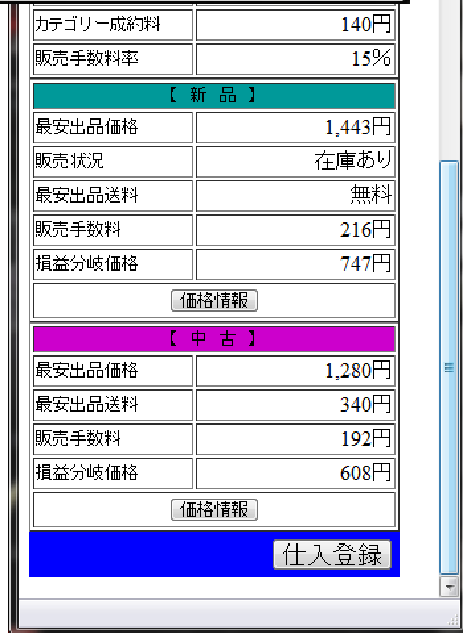 カテゴリー成約料 140円
販売手数料率 15%
【 新 品 】
最安出品価格 1,443円
販売状況 在庫あり
最安出品送料 無料
販売手数料 216円
損益分岐価格 747円
価格情報
【 中 古 】
最安出品価格 1,280円
最安出品送料 340円
販売手数料 192円
損益分岐価格 608円
価格情報
仕入登録